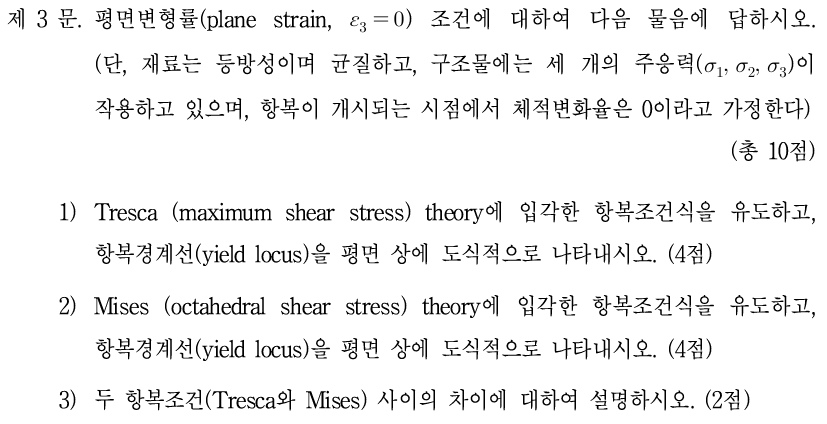 제 3 문. 평면변형률(plane strain, ε₃=0) 조건에 대하여 다음 물음에 답하시오.
(단, 재료는 등방성이며 균질하고, 구조물에는 세 개의 주응력(σ₁, σ₂, σ₃)이
작용하고 있으며, 항복이 개시되는 시점에서 체적변화율은 0이라고 가정한다)
(총 10점)
1) Tresca (maximum shear stress) theory에 입각한 항복조건식을 유도하고,
항복경계선(yield locus)을 평면 상에 도식적으로 나타내시오. (4점)
2) Mises (octahedral shear stress) theory에 입각한 항복조건식을 유도하고,
항복경계선(yield locus)을 평면 상에 도식적으로 나타내시오. (4점)
3) 두 항복조건(Tresca와 Mises) 사이의 차이에 대하여 설명하시오. (2점)